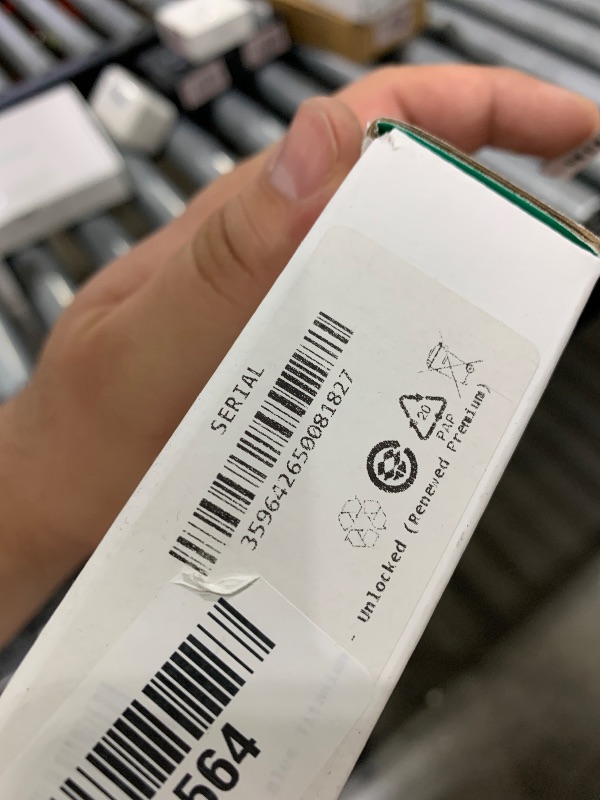 SERIAL
359642650081827
20
PAP
- Unlocked (Renewed Premium)
564